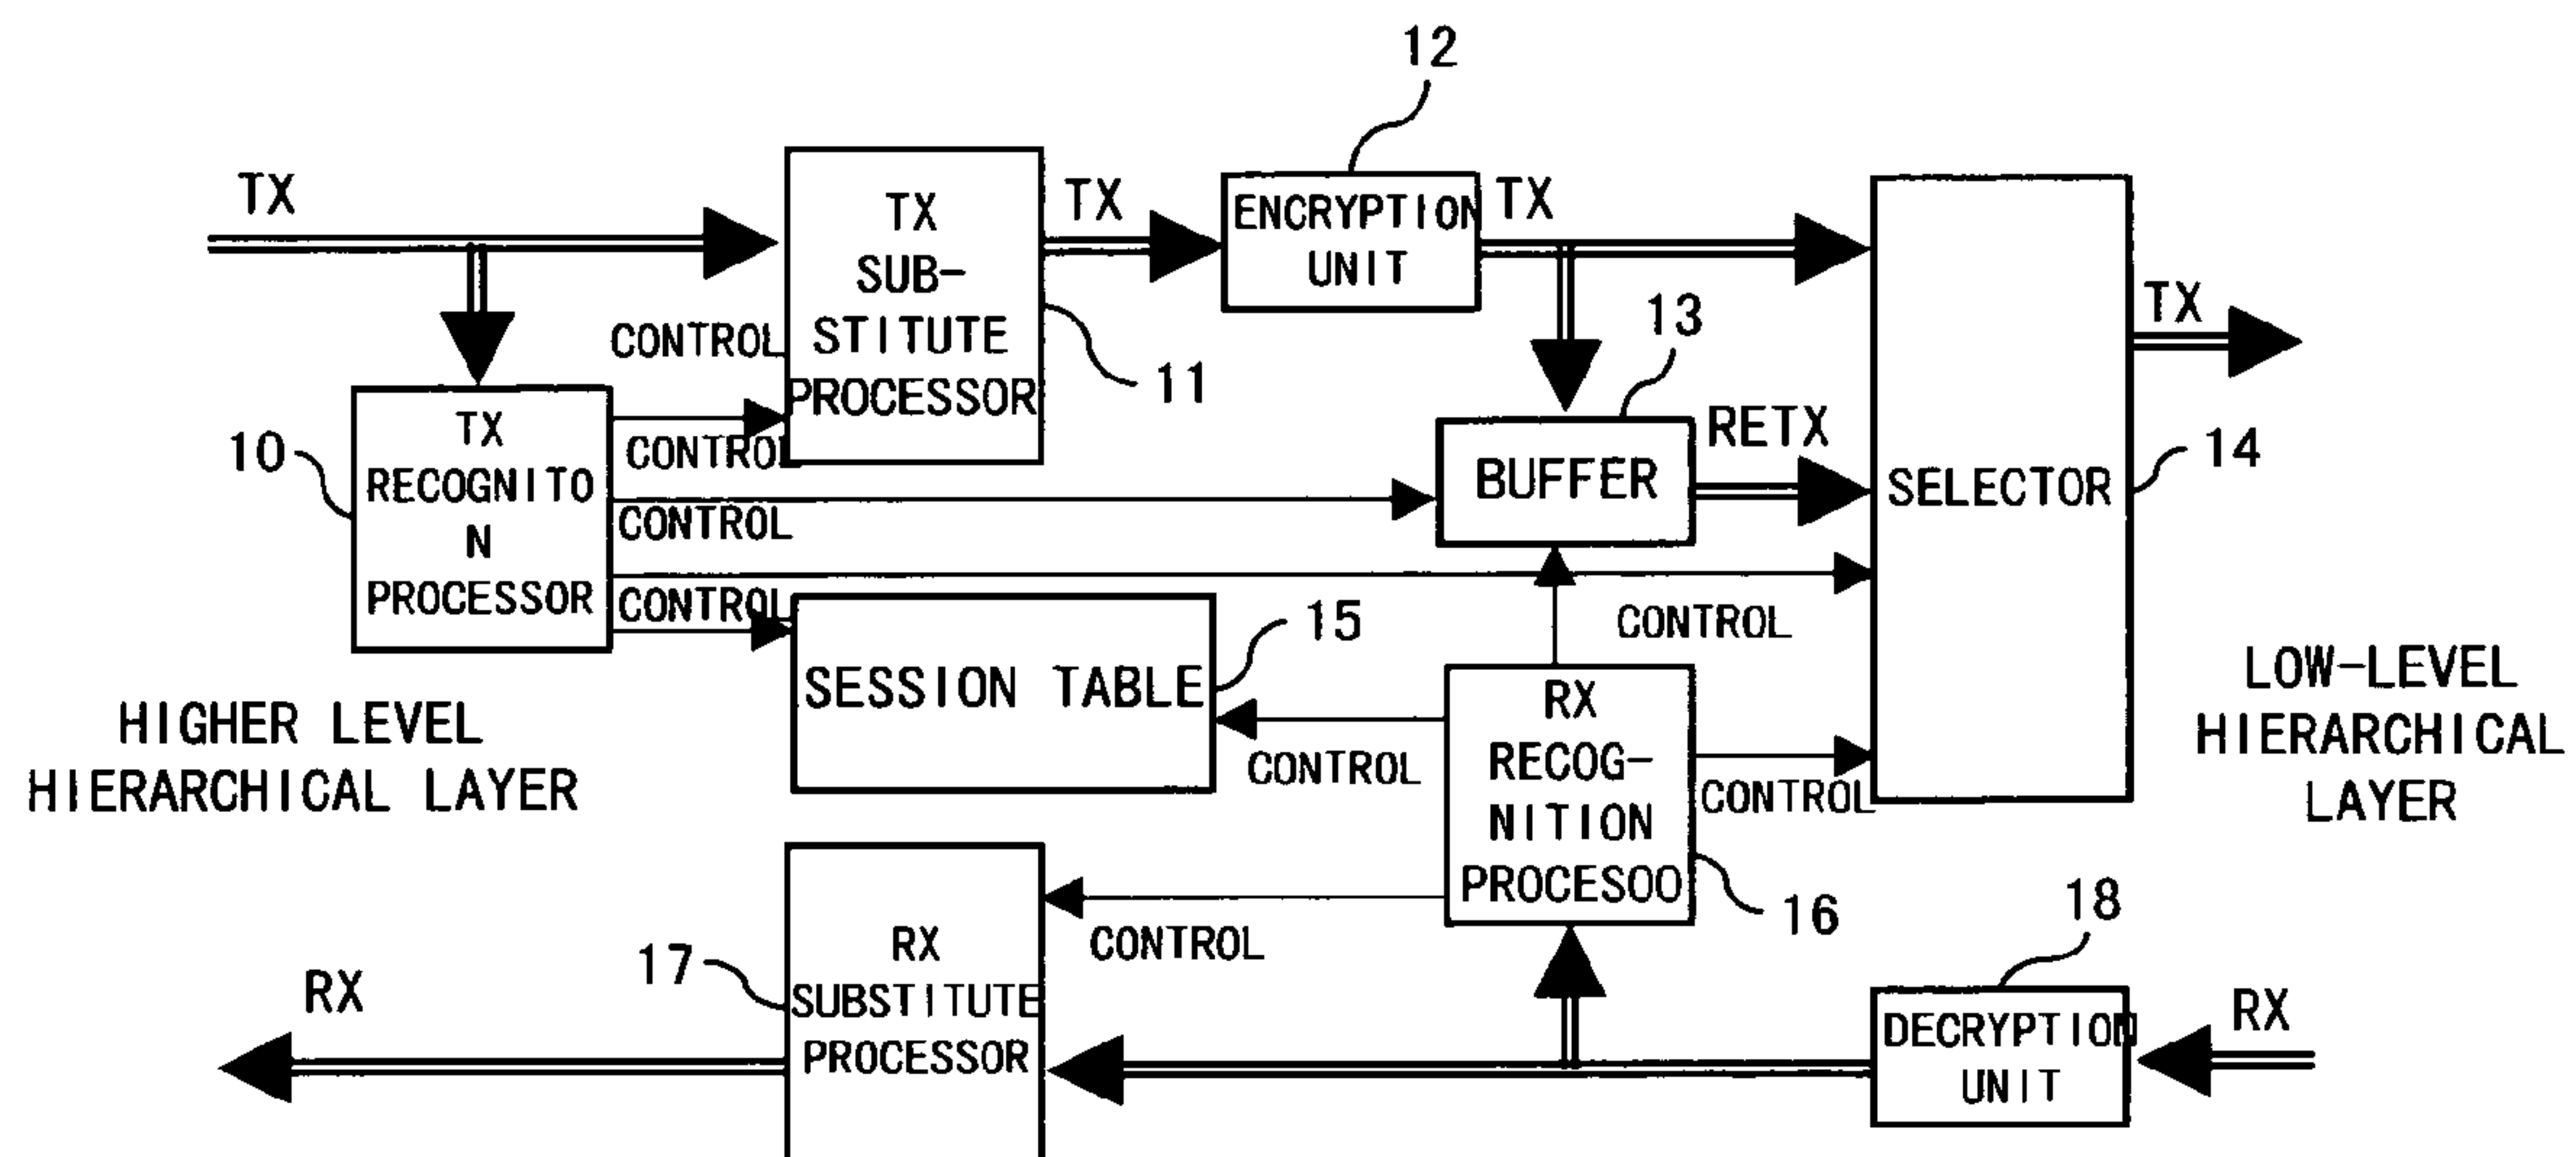 12
TX
TX
SUB-
STITUTE
PROCESSOR
TX
ENCRYPTION
UNIT
TX
13
TX
CONTROL
11
10
TX
RECOGNITO
N
PROCESSOR
CONTROL
BUFFER
RETX
SELECTOR
14
CONTROL
CONTROL
15
CONTROL
SESSION TABLE
HIGHER LEVEL
HIERARCHICAL LAYER
RX
RECOG-
NITION
PROCESOO
LOW-LEVEL
HIERARCHICAL
LAYER
CONTROL
CONTROL
16
18
CONTROL
17
RX
SUBSTITUTE
PROCESSOR
RX
DECRYPTION
UNIT
RX